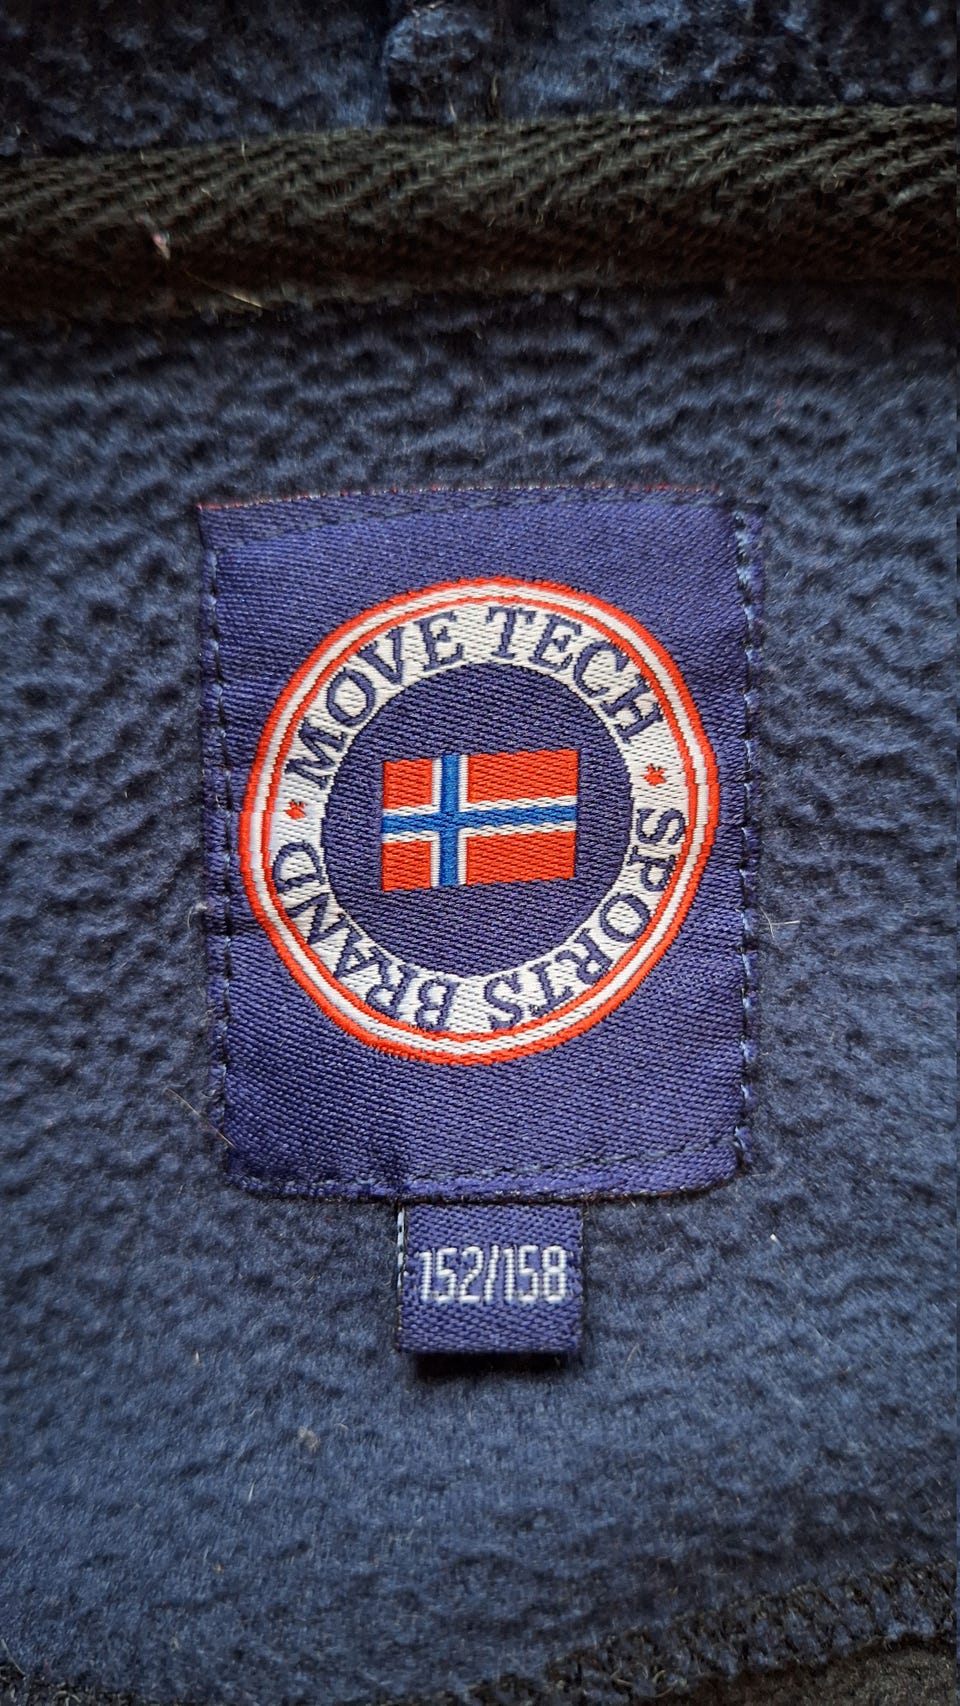 MOVE TECH
SPORTS BRAND
152/158